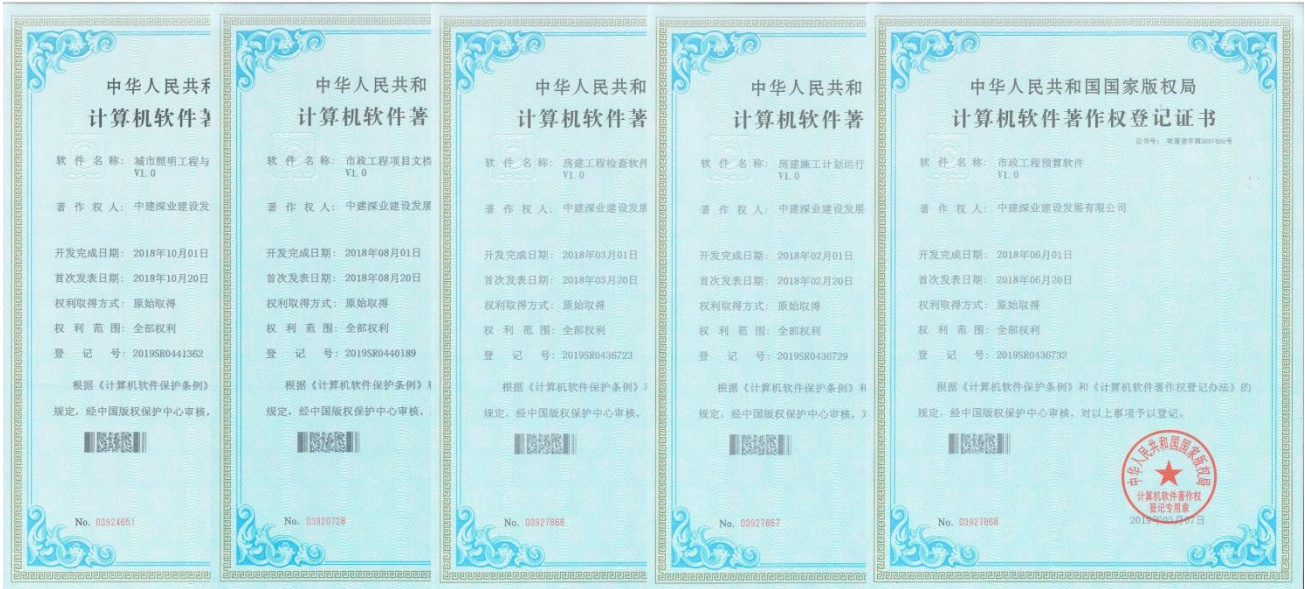 中华人民共和
计算机软件著
软件名称: 城市照明工程与
V1.0
著作权人: 中建深业建设发
开发完成日期: 2018年10月01日
首次发表日期: 2018年10月20日
权利取得方式: 原始取得
权利范围: 全部权利
登记号: 2019SR0441362
根据《计算机软件保护条例》
规定,经中国版权保护中心审核,
No. 03924651
中华人民共和
计算机软件著
软件名称: 市政工程项目文档
V1.0
著作权人: 中建深业建设发展
开发完成日期: 2018年08月01日
首次发表日期: 2018年08月20日
权利取得方式: 原始取得
权利范围: 全部权利
登记号: 2019SR0440189
根据《计算机软件保护条例》和
规定,经中国版权保护中心审核,
No. 03920728
中华人民共和
计算机软件著
软件名称: 房建工程检查软件
V1.0
著作权人: 中建深业建设发展
开发完成日期: 2018年03月01日
首次发表日期: 2018年03月20日
权利取得方式: 原始取得
权利范围: 全部权利
登记号: 2019SR0436723
根据《计算机软件保护条例》
规定,经中国版权保护中心审核,
No. 03927866
中华人民共和
计算机软件著
软件名称: 房建施工计划运行
V1.0
著作权人: 中建深业建设发展
开发完成日期: 2018年02月01日
首次发表日期: 2018年02月20日
权利取得方式: 原始取得
权利范围: 全部权利
登记号: 2019SR0436729
根据《计算机软件保护条例》和
规定,经中国版权保护中心审核,对
No. 03927867
中华人民共和国国家版权局
计算机软件著作权登记证书
证书号:
软件名称: 市政工程预算软件
V1.0
著作权人: 中建深业建设发展有限公司
开发完成日期: 2018年06月01日
首次发表日期: 2018年06月20日
权利取得方式: 原始取得
权利范围: 全部权利
登记号: 2019SR0436732
根据《计算机软件保护条例》和《计算机软件著作权登记办法》的
规定,经中国版权保护中心审核,对以上事项予以登记。
中华人民共和国国家版权局
计算机软件著作权
登记专用章
No. 03927868
2019年05月07日